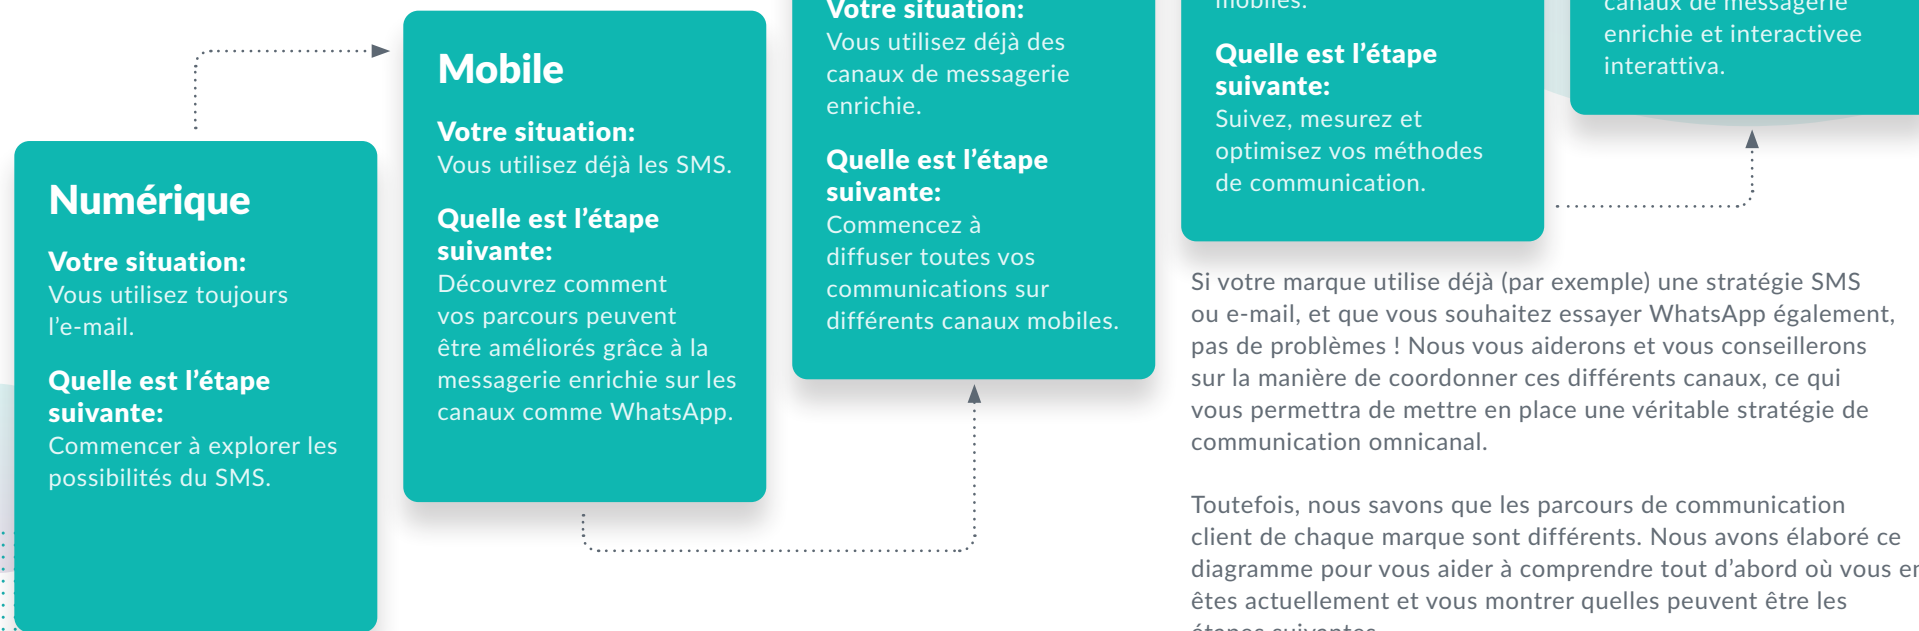 Numérique
Votre situation:
Vous utilisez toujours
l'e-mail.
Quelle est l'étape
suivante:
Commencer à explorer les
possibilités du SMS.
Mobile
Votre situation:
Vous utilisez déjà les SMS.
Quelle est l'étape
suivante:
Découvrez comment
vos parcours peuvent
être améliorés grâce à la
messagerie enrichie sur les
canaux comme WhatsApp.
Votre situation:
Vous utilisez déjà des
canaux de messagerie
enrichie.
Quelle est l'étape
suivante:
Commencez à
diffuser toutes vos
communications sur
différents canaux mobiles.
mobiles.
Quelle est l'étape
suivante:
Suivez, mesurez et
optimisez vos méthodes
de communication.
canaux de messagerie
enrichie et interactivee
interattiva.
Si votre marque utilise déjà (par exemple) une stratégie SMS
ou e-mail, et que vous souhaitez essayer WhatsApp également,
pas de problèmes ! Nous vous aiderons et vous conseillerons
sur la manière de coordonner ces différents canaux, ce qui
vous permettra de mettre en place une véritable stratégie de
communication omnicanal.
Toutefois, nous savons que les parcours de communication
client de chaque marque sont différents. Nous avons élaboré ce
diagramme pour vous aider à comprendre tout d'abord où vous en
êtes actuellement et vous montrer quelles peuvent être les
étapes suivantes.